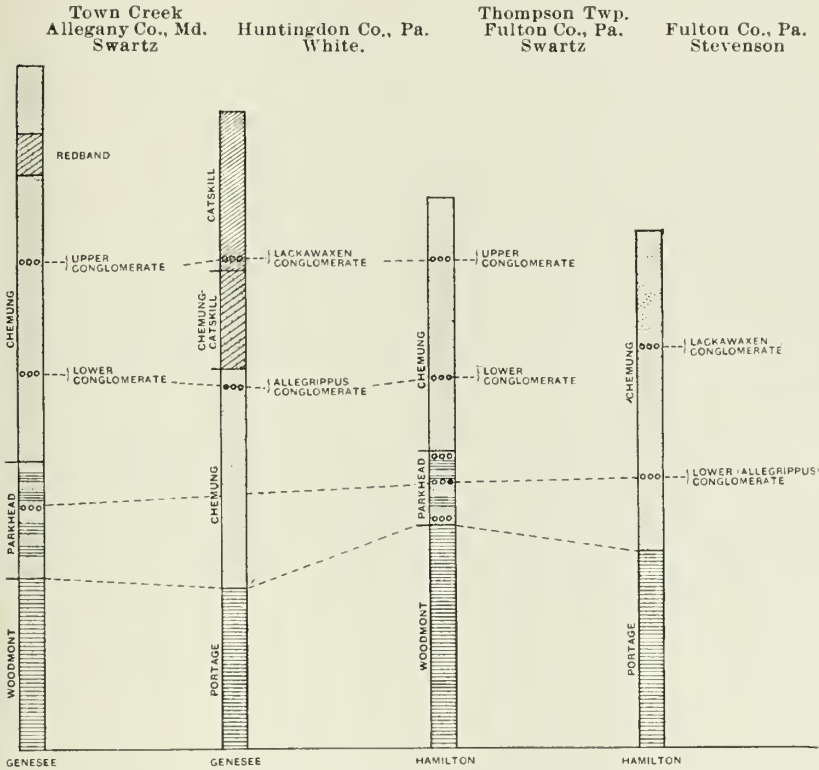 Town Creek
Allegany Co., Md.
Swartz
Huntingdon Co., Pa.
White.
Thompson Twp.
Fulton Co., Pa.
Swartz
Fulton Co., Pa.
Stevenson
REDBAND
UPPER
CONGLOMERATE
LOWER
CONGLOMERATE
CHEMUNG
PARKHEAD
WOODMONT
GENESEE
CATSKILL
LACKAWAXEN
CONGLOMERATE
CHEMUNG-
CATSKILL
ALLEGRIPPUS
CONGLOMERATE
CHEMUNG
PORTAGE
GENESEE
UPPER
CONGLOMERATE
CHEMUNG
LOWER
CONGLOMERATE
PARKHEAD
WOODMONT
HAMILTON
LACKAWAXEN
CONGLOMERATE
CHEMUNG
LOWER (ALLEGRIPPUS)
CONGLOMERATE
PORTAGE
HAMILTON